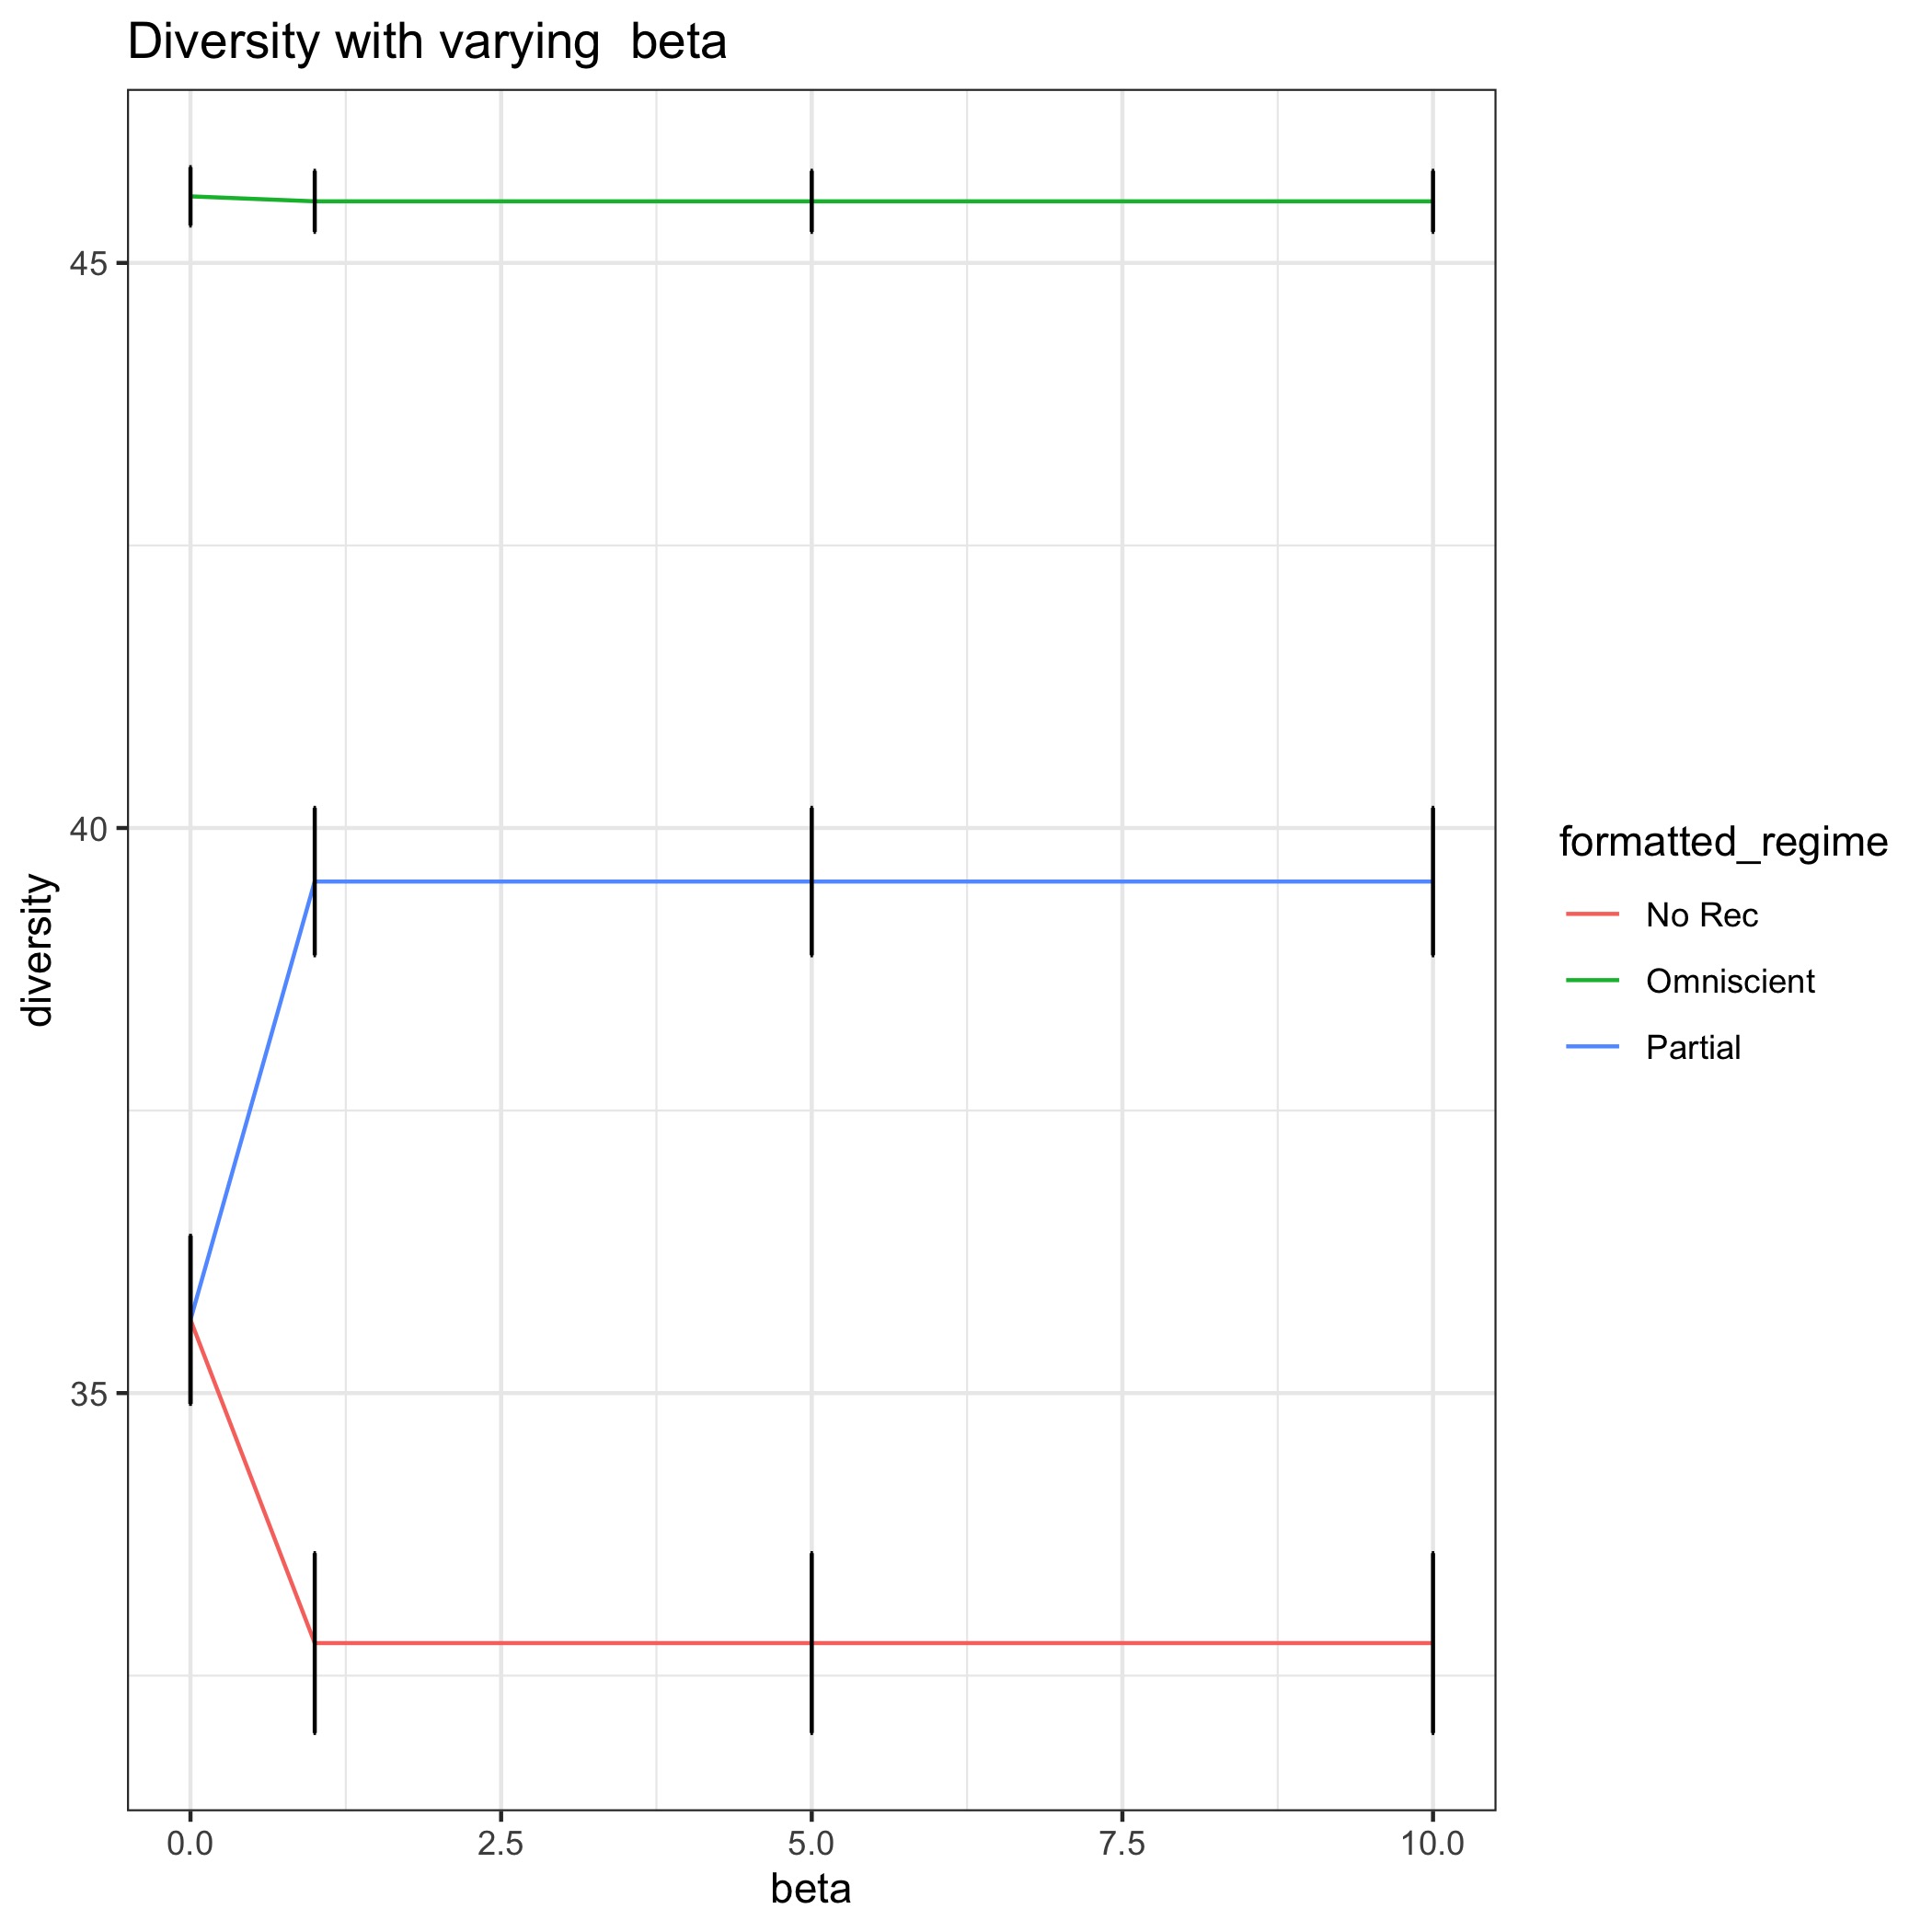 Diversity with varying  beta
diversity
45
40
35
0.0
2.5
5.0
7.5
10.0
beta
formatted_regime
No Rec
Omniscient
Partial